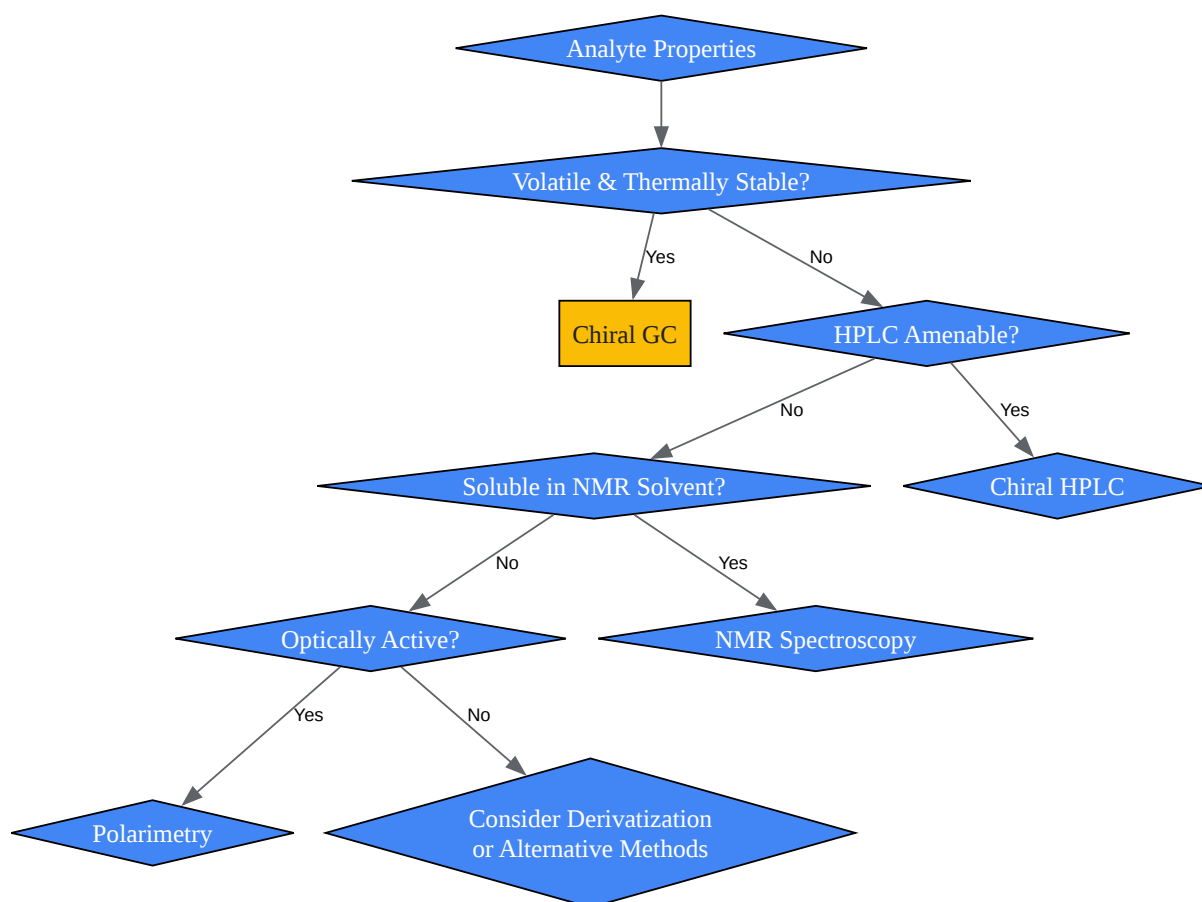 Analyte Properties
Volatile & Thermally Stable?
Yes
No
Chiral GC
HPLC Amenable?
No
Yes
Soluble in NMR Solvent?
Chiral HPLC
No
Yes
Optically Active?
NMR Spectroscopy
Yes
No
Polarimetry
Consider Derivatization
or Alternative Methods